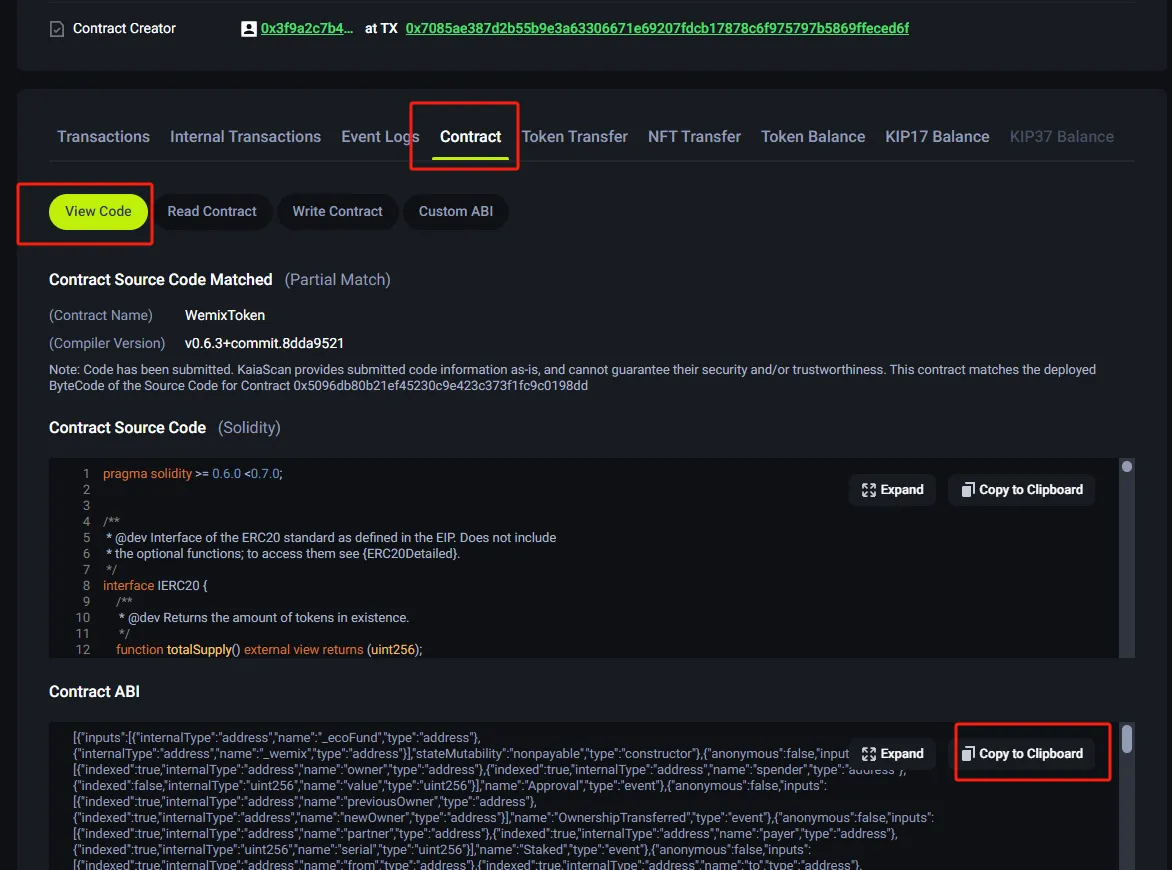 Contract Creator 0x3f9a2c7b4... at TX 0x7085ae387d2b55b9e3a63306671e69207fdcb17878c6f975797b5869ffeced6f
Transactions Internal Transactions Event Logs Contract Token Transfer NFT Transfer Token Balance KIP17 Balance KIP37 Balance
View Code Read Contract Write Contract Custom ABI
Contract Source Code Matched (Partial Match)
(Contract Name) WemixToken
(Compiler Version) v0.6.3+commit.8dda9521
Note: Code has been submitted. KaiaScan provides submitted code information as-is, and cannot guarantee their security and/or trustworthiness. This contract matches the deployed
ByteCode of the Source Code for Contract 0x5096db80b21ef45230c9e423c373f1fc9c0198dd
Contract Source Code (Solidity)
1 pragma solidity >= 0.6.0 <0.7.0;
Expand Copy to Clipboard
2
3
4 /**
5 * @dev Interface of the ERC20 standard as defined in the EIP. Does not include
6 * the optional functions; to access them see {ERC20Detailed}.
7 */
8 interface IERC20 {
9 /**
10 * @dev Returns the amount of tokens in existence.
11 */
12 function totalSupply() external view returns (uint256);
Contract ABI
[{"inputs":[{"internalType":"address","name":"_ecoFund","type":"address"},
{"internalType":"address","name":"_wemix","type":"address"}],"stateMutability":"nonpayable","type":"constructor"},{"anonymous":false,"input
Expand Copy to Clipboard
[{"indexed":true,"internalType":"address","name":"owner","type":"address"},{"indexed":true,"internalType":"address","name":"spender","type":"address"},
{"indexed":false,"internalType":"uint256","name":"value","type":"uint256"}],"name":"Approval","type":"event"},{"anonymous":false,"inputs":
[{"indexed":true,"internalType":"address","name":"previousOwner","type":"address"},
{"indexed":true,"internalType":"address","name":"newOwner","type":"address"}],"name":"OwnershipTransferred","type":"event"},{"anonymous":false,"inputs":
[{"indexed":true,"internalType":"address","name":"partner","type":"address"},{"indexed":true,"internalType":"address","name":"payer","type":"address"},
{"indexed":true,"internalType":"uint256","name":"serial","type":"uint256"}],"name":"Staked","type":"event"},{"anonymous":false,"inputs":
[{"indexed":true,"internalType":"address","name":"from","type":"address"},{"indexed":true,"internalType":"address","name":"to","type":"address"},